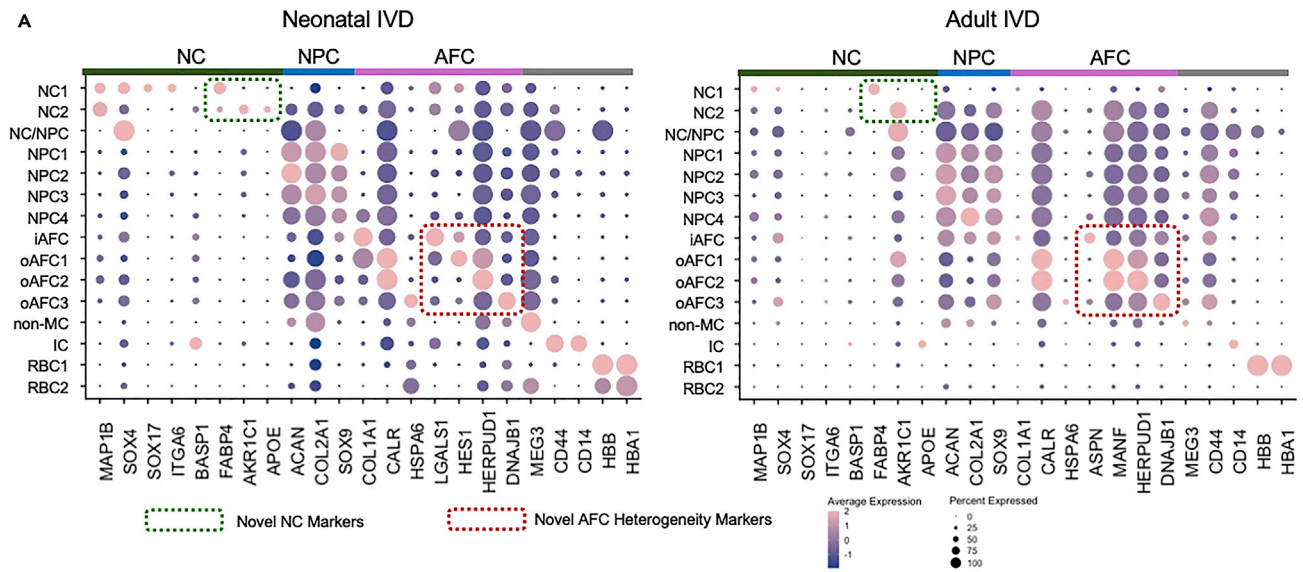 A
Neonatal IVD
NC
NPC
AFC
NC1
NC2
NC/NPC
NPC1
NPC2
NPC3
NPC4
iAFC
oAFC1
oAFC2
oAFC3
non-MC
IC
RBC1
RBC2
MAP1B
SOX4
SOX17
ITGA6
BASP1
FABP4
AKR1C1
APOE
ACAN
COL2A1
SOX9
COL1A1
CALR
HSPA6
LGALS1
HES1
HERPUD1
DNAJB1
MEG3
CD44
CD14
HBB
HBA1
Adult IVD
NC
NPC
AFC
NC1
NC2
NC/NPC
NPC1
NPC2
NPC3
NPC4
iAFC
oAFC1
oAFC2
oAFC3
non-MC
IC
RBC1
RBC2
MAP1B
SOX4
SOX17
ITGA6
BASP1
FABP4
AKR1C1
APOE
ACAN
COL2A1
SOX9
COL1A1
CALR
HSPA6
ASPN
MANF
HERPUD1
DNAJB1
MEG3
CD44
CD14
HBB
HBA1
Novel NC Markers
Novel AFC Heterogeneity Markers
Average Expression
2
1
0
-1
Percent Expressed
0
25
50
75
100